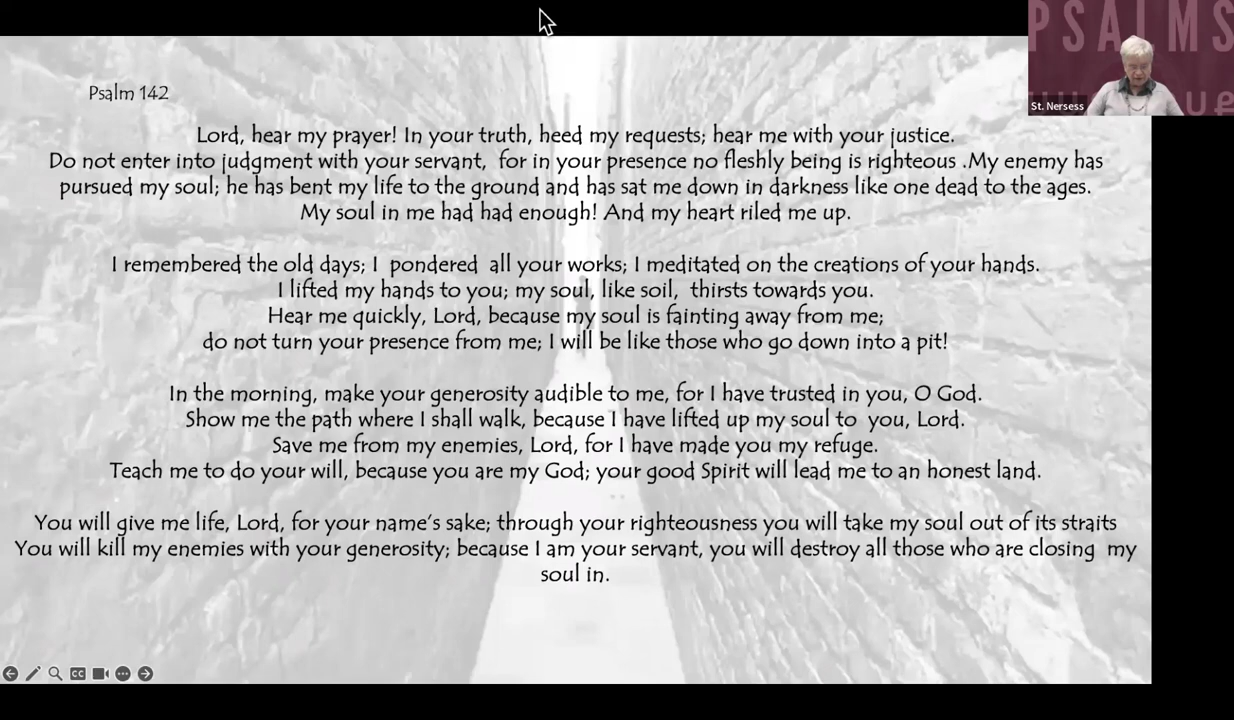 PSALMS
St. Nersess
Psalm 142
Lord, hear my prayer! In your truth, heed my requests; hear me with your justice.
Do not enter into judgment with your servant, for in your presence no fleshly being is righteous .My enemy has
pursued my soul; he has bent my life to the ground and has sat me down in darkness like one dead to the ages.
My soul in me had had enough! And my heart riled me up.
I remembered the old days; I pondered all your works; I meditated on the creations of your hands.
I lifted my hands to you; my soul, like soil, thirsts towards you.
Hear me quickly, Lord, because my soul is fainting away from me;
do not turn your presence from me; I will be like those who go down into a pit!
In the morning, make your generosity audible to me, for I have trusted in you, O God.
Show me the path where I shall walk, because I have lifted up my soul to you, Lord.
Save me from my enemies, Lord, for I have made you my refuge.
Teach me to do your will, because you are my God; your good Spirit will lead me to an honest land.
You will give me life, Lord, for your name's sake; through your righteousness you will take my soul out of its straits
You will kill my enemies with your generosity; because I am your servant, you will destroy all those who are closing my
soul in.
CC